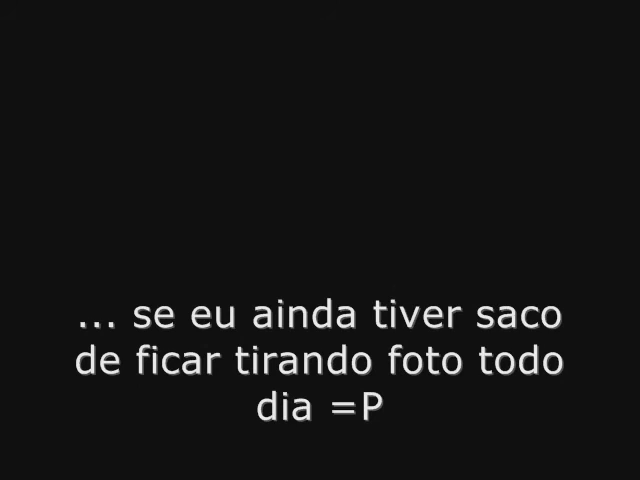 ... se eu ainda tiver saco
de ficar tirando foto todo
dia =P